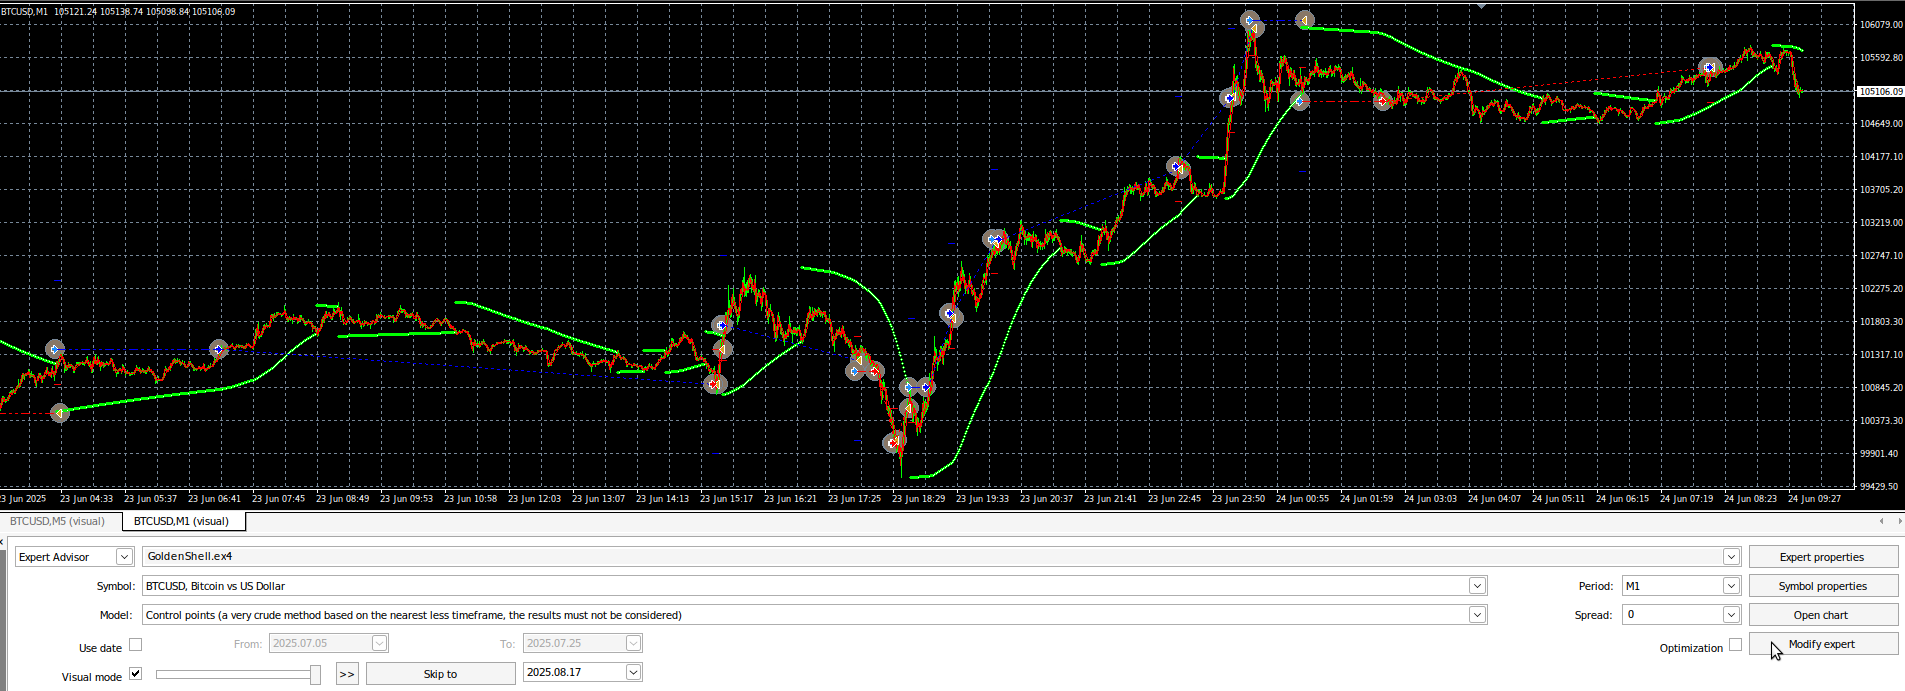 BTCUSD,M1 105121.24 105138.74 105098.84 105106.09
106079.00
105592.80
105106.09
104649.00
104177.10
103705.20
103219.00
102747.10
102275.20
101803.30
101317.10
100845.20
100373.30
99901.40
99429.50
23 Jun 2025 23 Jun 04:33 23 Jun 05:37 23 Jun 06:41 23 Jun 07:45 23 Jun 08:49 23 Jun 09:53 23 Jun 10:58 23 Jun 12:03 23 Jun 13:07 23 Jun 14:13 23 Jun 15:17 23 Jun 16:21 23 Jun 17:25 23 Jun 18:29 23 Jun 19:33 23 Jun 20:37 23 Jun 21:41 23 Jun 22:45 23 Jun 23:50 24 Jun 00:55 24 Jun 01:59 24 Jun 03:03 24 Jun 04:07 24 Jun 05:11 24 Jun 06:15 24 Jun 07:19 24 Jun 08:23 24 Jun 09:27
BTCUSD,M5 (visual) BTCUSD,M1 (visual)
Expert Advisor GoldenShell.ex4 Expert properties
Symbol: BTCUSD, Bitcoin vs US Dollar Period: M1 Symbol properties
Model: Control points (a very crude method based on the nearest less timeframe, the results must not be considered) Spread: 0 Open chart
Use date From: 2025.07.05 To: 2025.07.25 Optimization Modify expert
Visual mode >> Skip to 2025.08.17